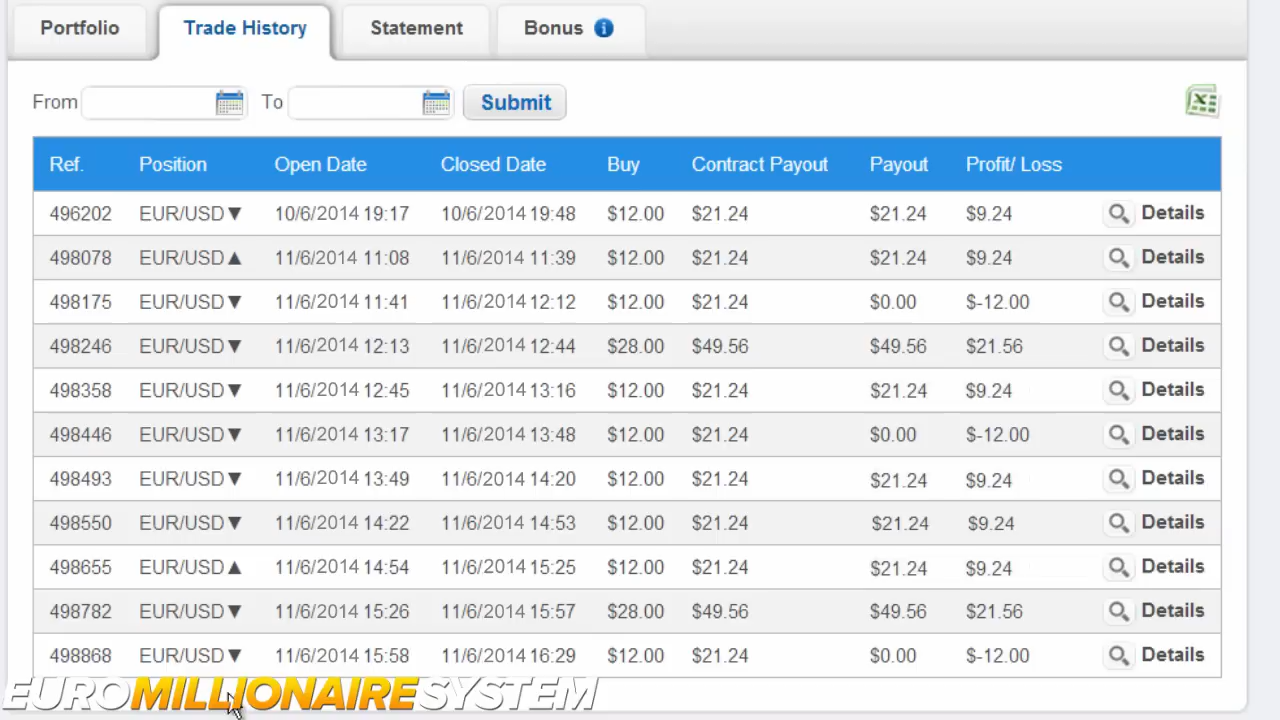 Portfolio Trade History Statement Bonus i
From To Submit
Ref. Position Open Date Closed Date Buy Contract Payout Payout Profit/ Loss
496202 EUR/USD▼ 10/6/2014 19:17 10/6/2014 19:48 $12.00 $21.24 $21.24 $9.24 Details
498078 EUR/USD▲ 11/6/2014 11:08 11/6/2014 11:39 $12.00 $21.24 $21.24 $9.24 Details
498175 EUR/USD▼ 11/6/2014 11:41 11/6/2014 12:12 $12.00 $21.24 $0.00 $-12.00 Details
498246 EUR/USD▼ 11/6/2014 12:13 11/6/2014 12:44 $28.00 $49.56 $49.56 $21.56 Details
498358 EUR/USD▼ 11/6/2014 12:45 11/6/2014 13:16 $12.00 $21.24 $21.24 $9.24 Details
498446 EUR/USD▼ 11/6/2014 13:17 11/6/2014 13:48 $12.00 $21.24 $0.00 $-12.00 Details
498493 EUR/USD▼ 11/6/2014 13:49 11/6/2014 14:20 $12.00 $21.24 $21.24 $9.24 Details
498550 EUR/USD▼ 11/6/2014 14:22 11/6/2014 14:53 $12.00 $21.24 $21.24 $9.24 Details
498655 EUR/USD▲ 11/6/2014 14:54 11/6/2014 15:25 $12.00 $21.24 $21.24 $9.24 Details
498782 EUR/USD▼ 11/6/2014 15:26 11/6/2014 15:57 $28.00 $49.56 $49.56 $21.56 Details
498868 EUR/USD▼ 11/6/2014 15:58 11/6/2014 16:29 $12.00 $21.24 $0.00 $-12.00 Details
EUROMILLIONAIRESYSTEM